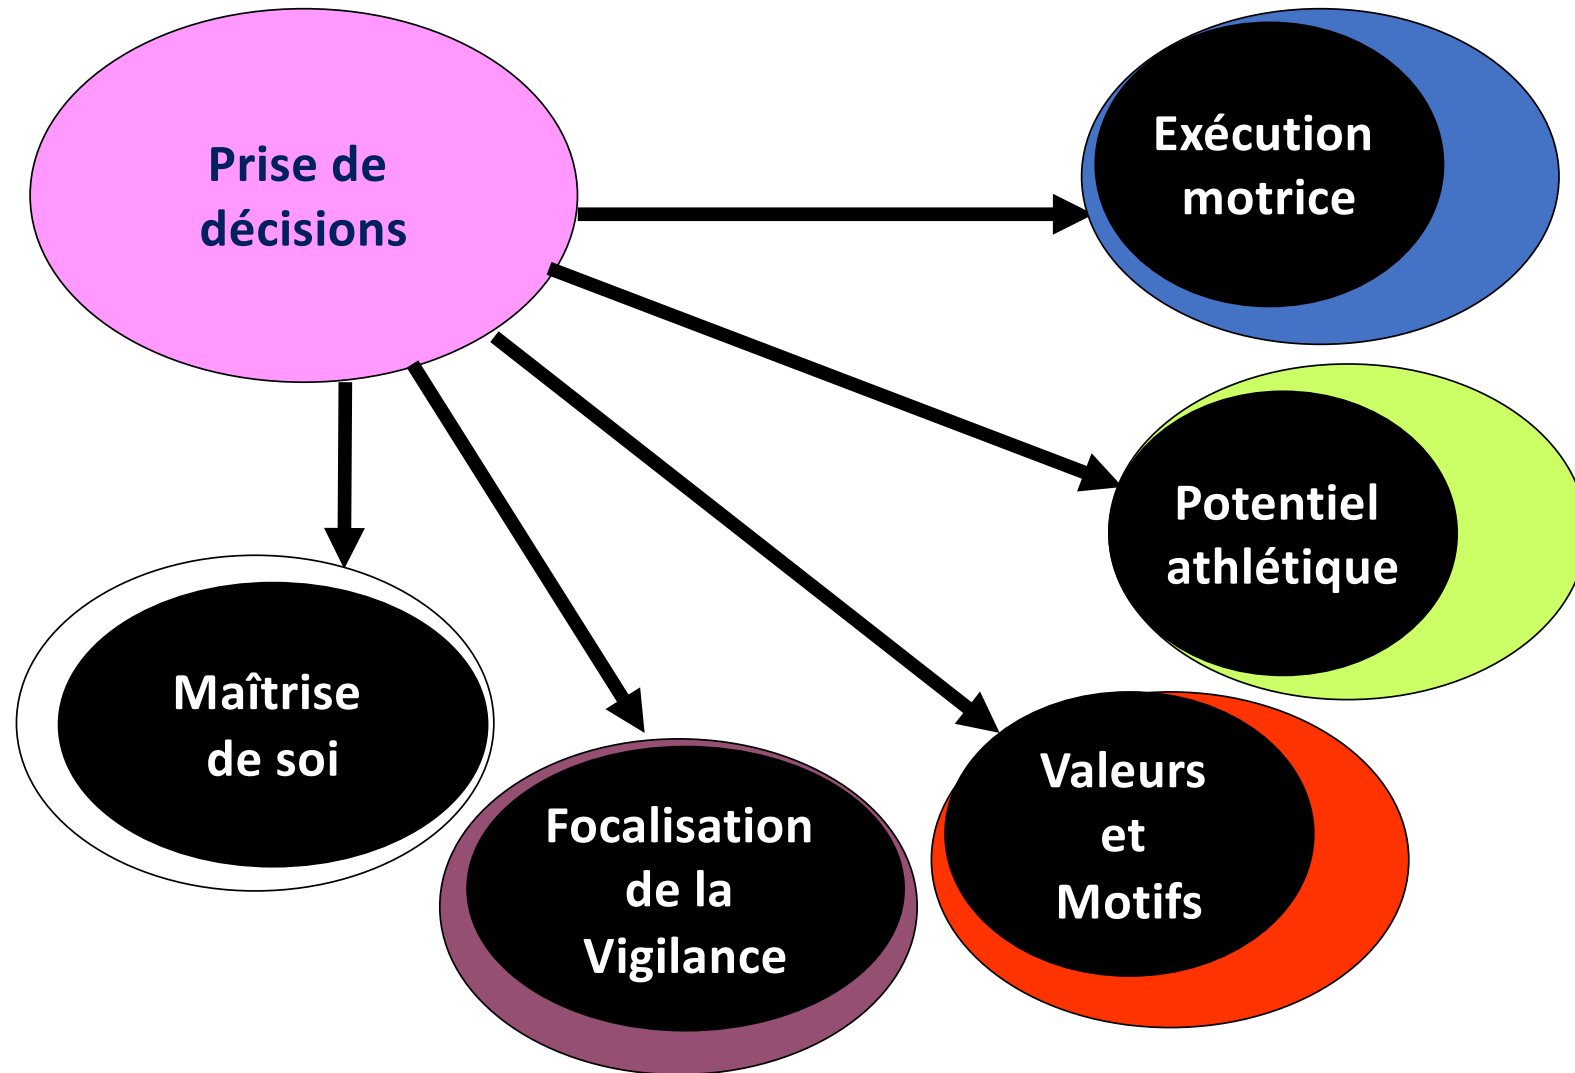 Prise de
décisions
Exécution
motrice
Potentiel
athlétique
Valeurs
et
Motifs
Focalisation
de la
Vigilance
Maîtrise
de soi